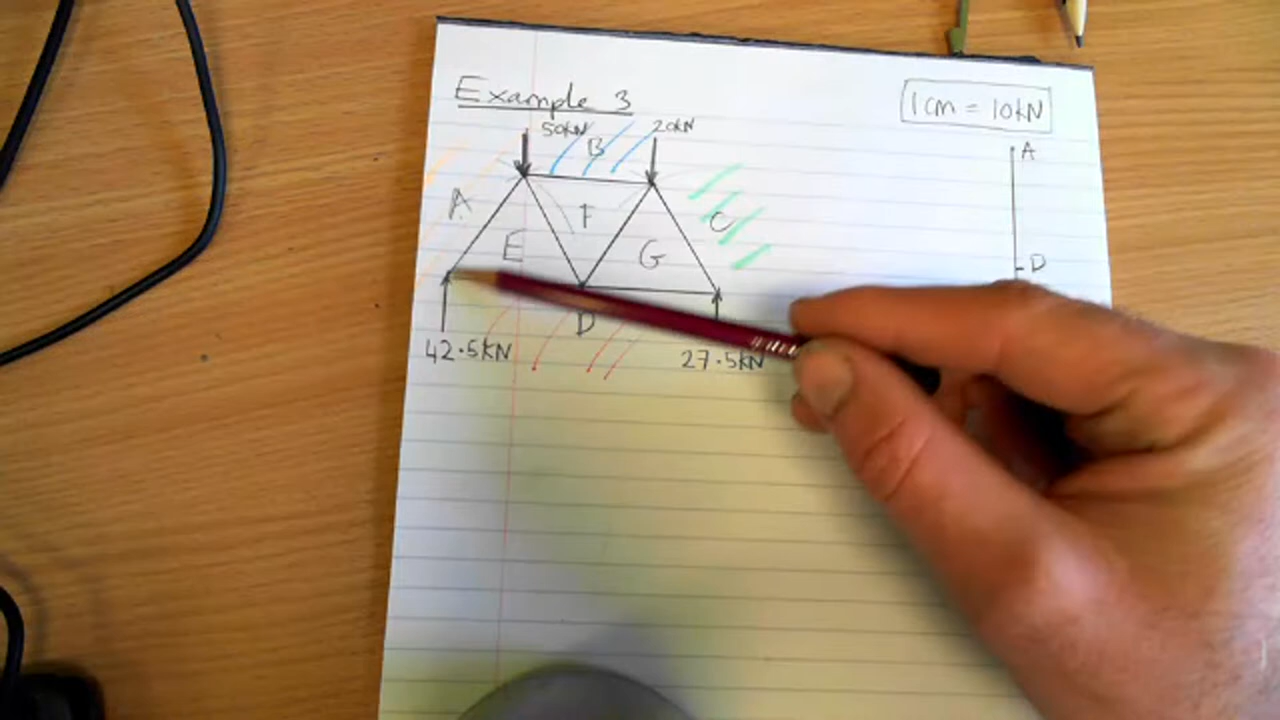 Example 3
1cm = 10kN
50kN
20kN
B
A
A
F
C
E
G
D
D
42.5kN
27.5kN